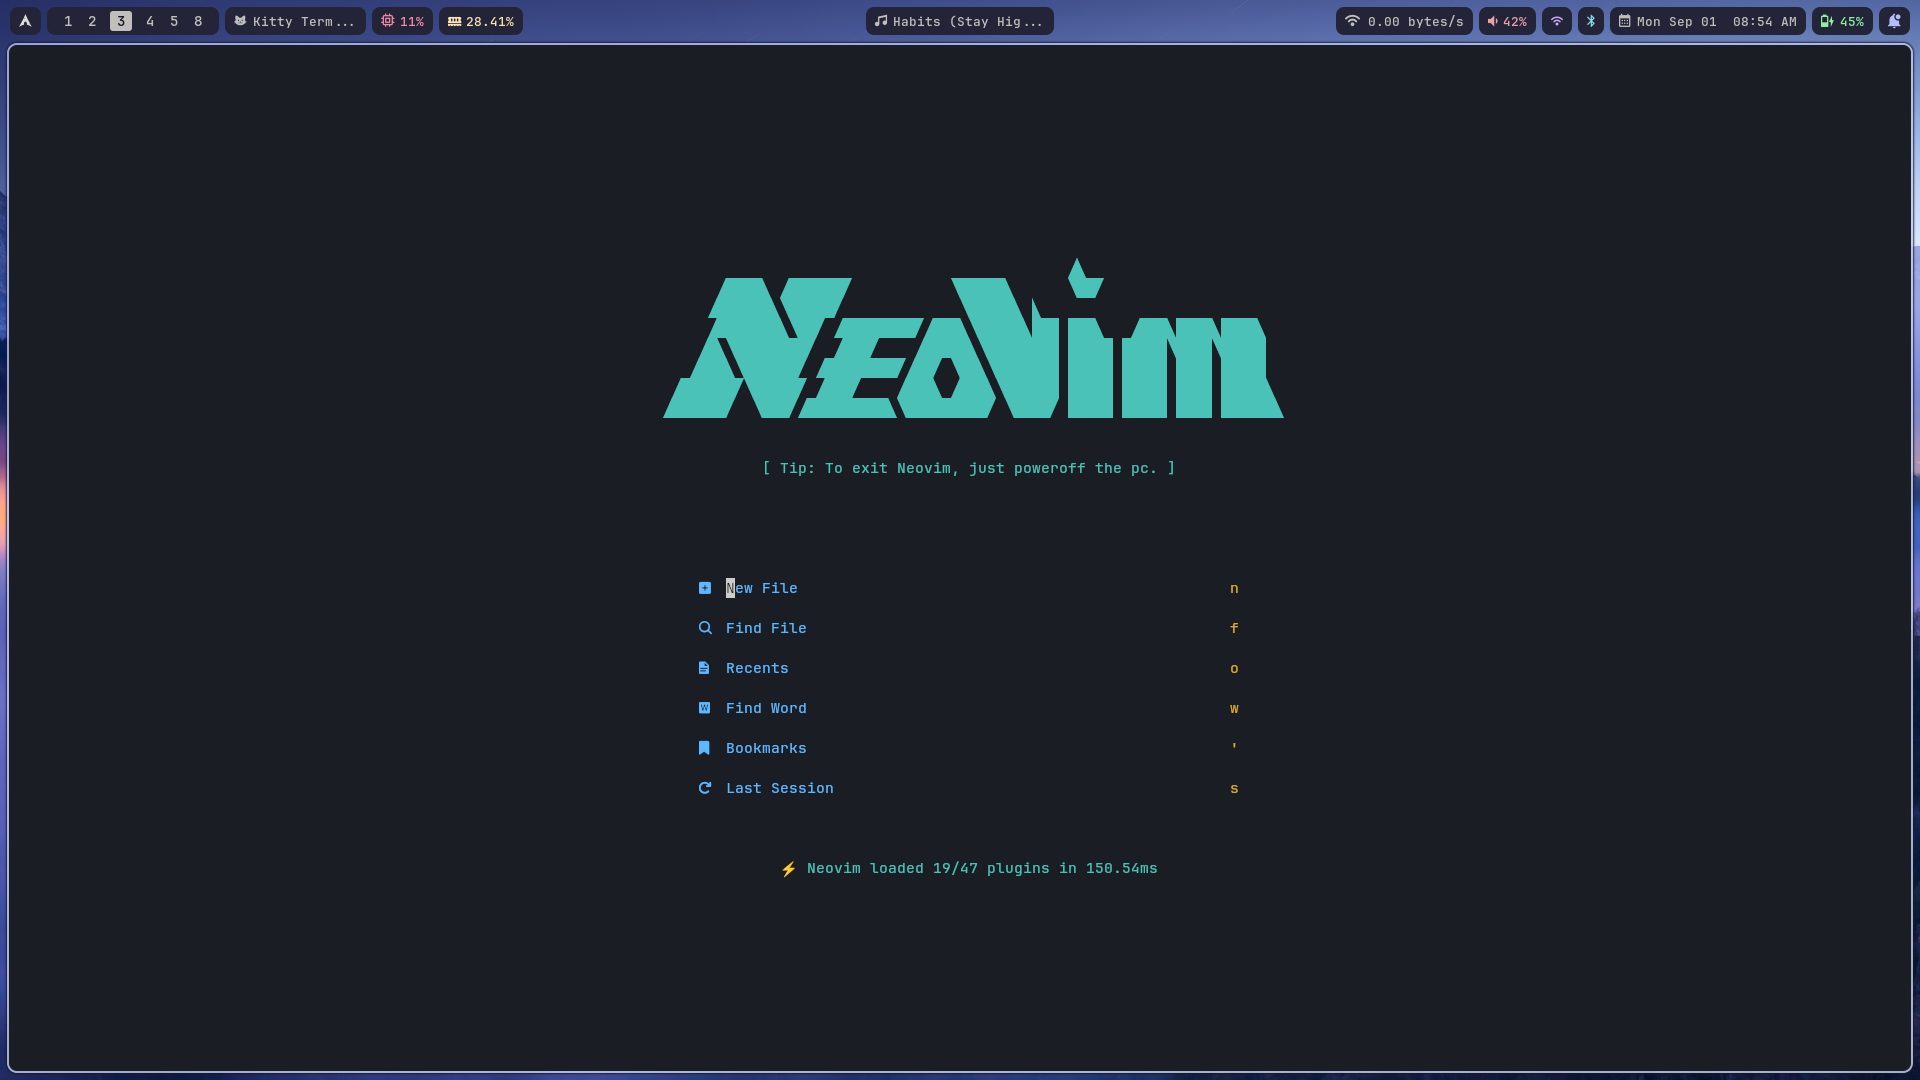 1 2 3 4 5 8 Kitty Term... 11% 28.41% Habits (Stay Hig... 0.00 bytes/s 42% Mon Sep 01 08:54 AM 45%
NeoVim
[ Tip: To exit Neovim, just poweroff the pc. ]
New File n
Find File f
Recents o
W Find Word w
Bookmarks '
Last Session s
⚡ Neovim loaded 19/47 plugins in 150.54ms